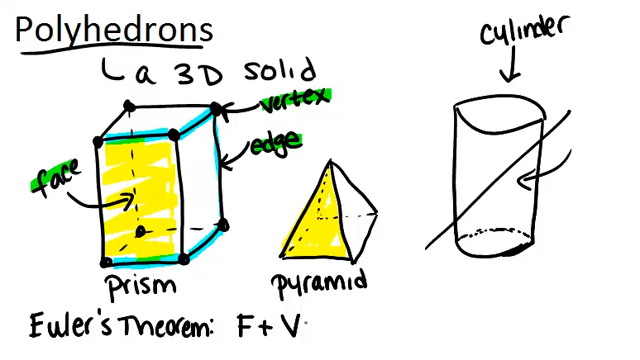 Polyhedrons
a 3D solid
cylinder
vertex
edge
face
Prism
pyramid
Euler's Theorem: F + V